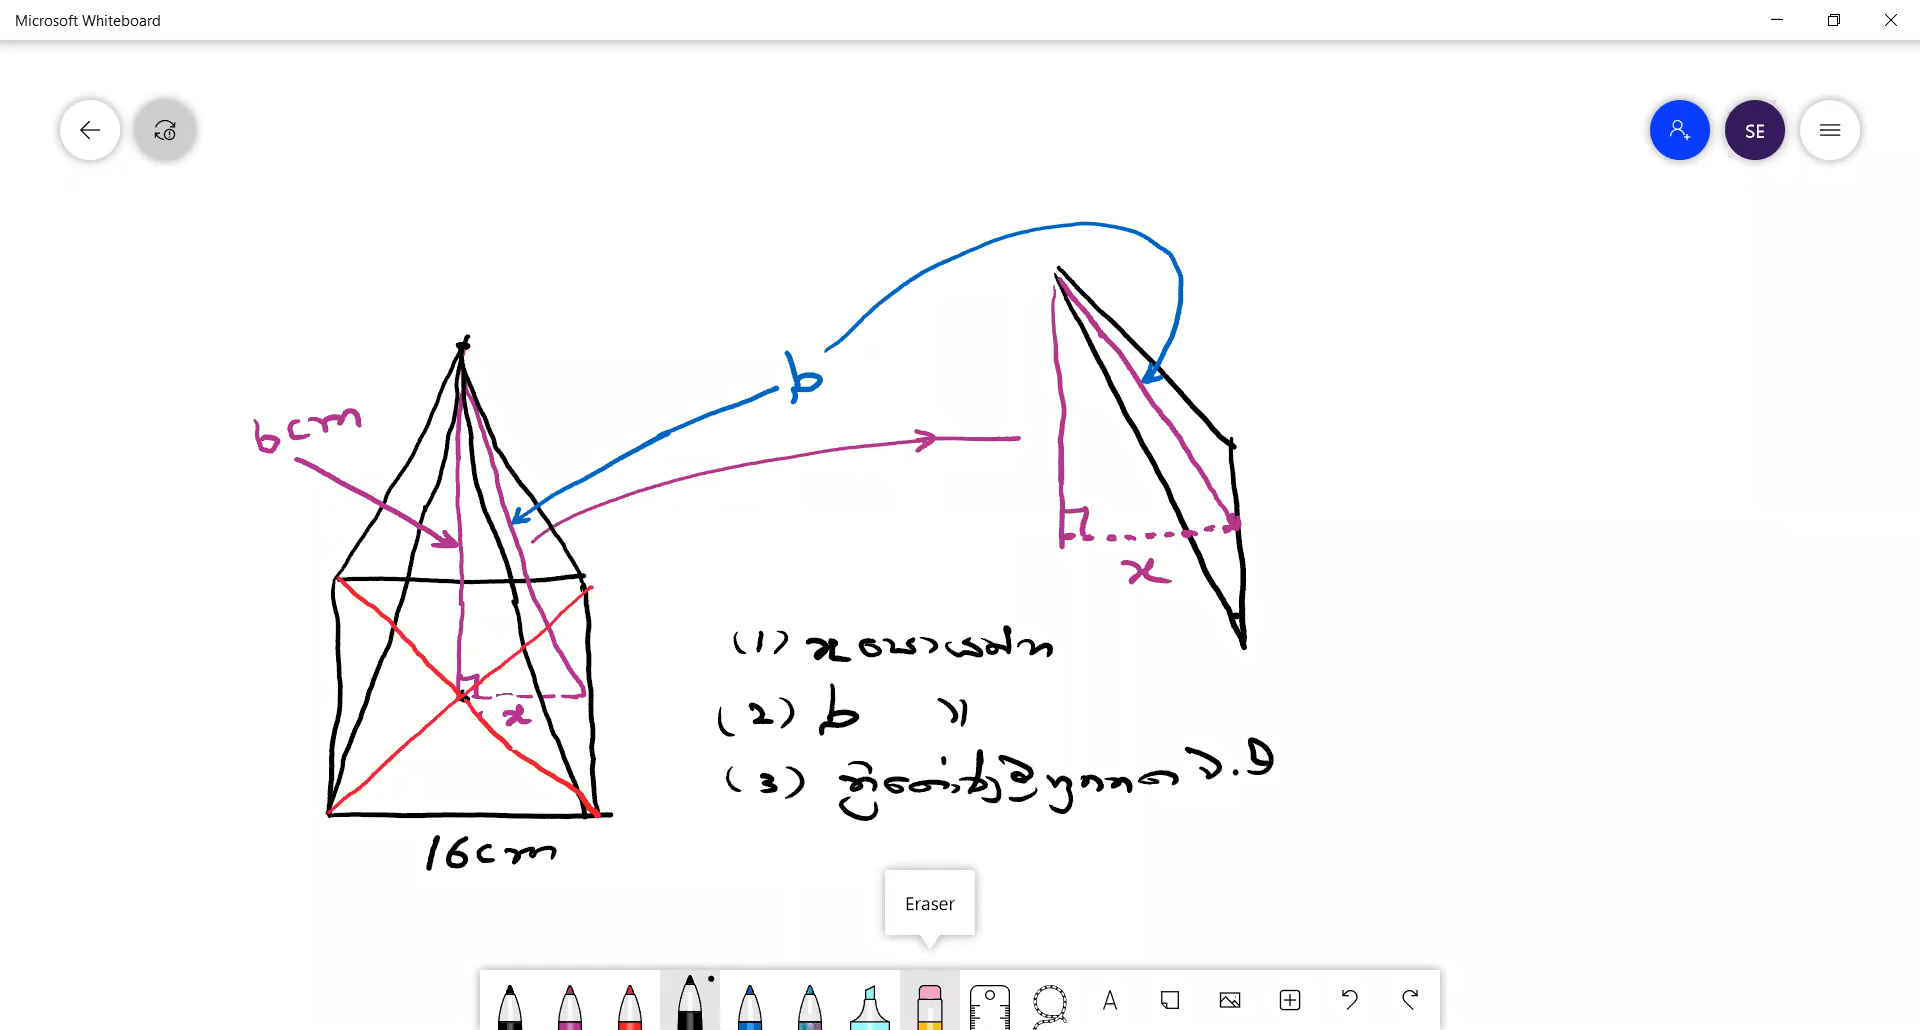 Microsoft Whiteboard
SE
b
6cm
x
x
(1) x සොයන්න
(2) b "
(3)
16cm
Eraser